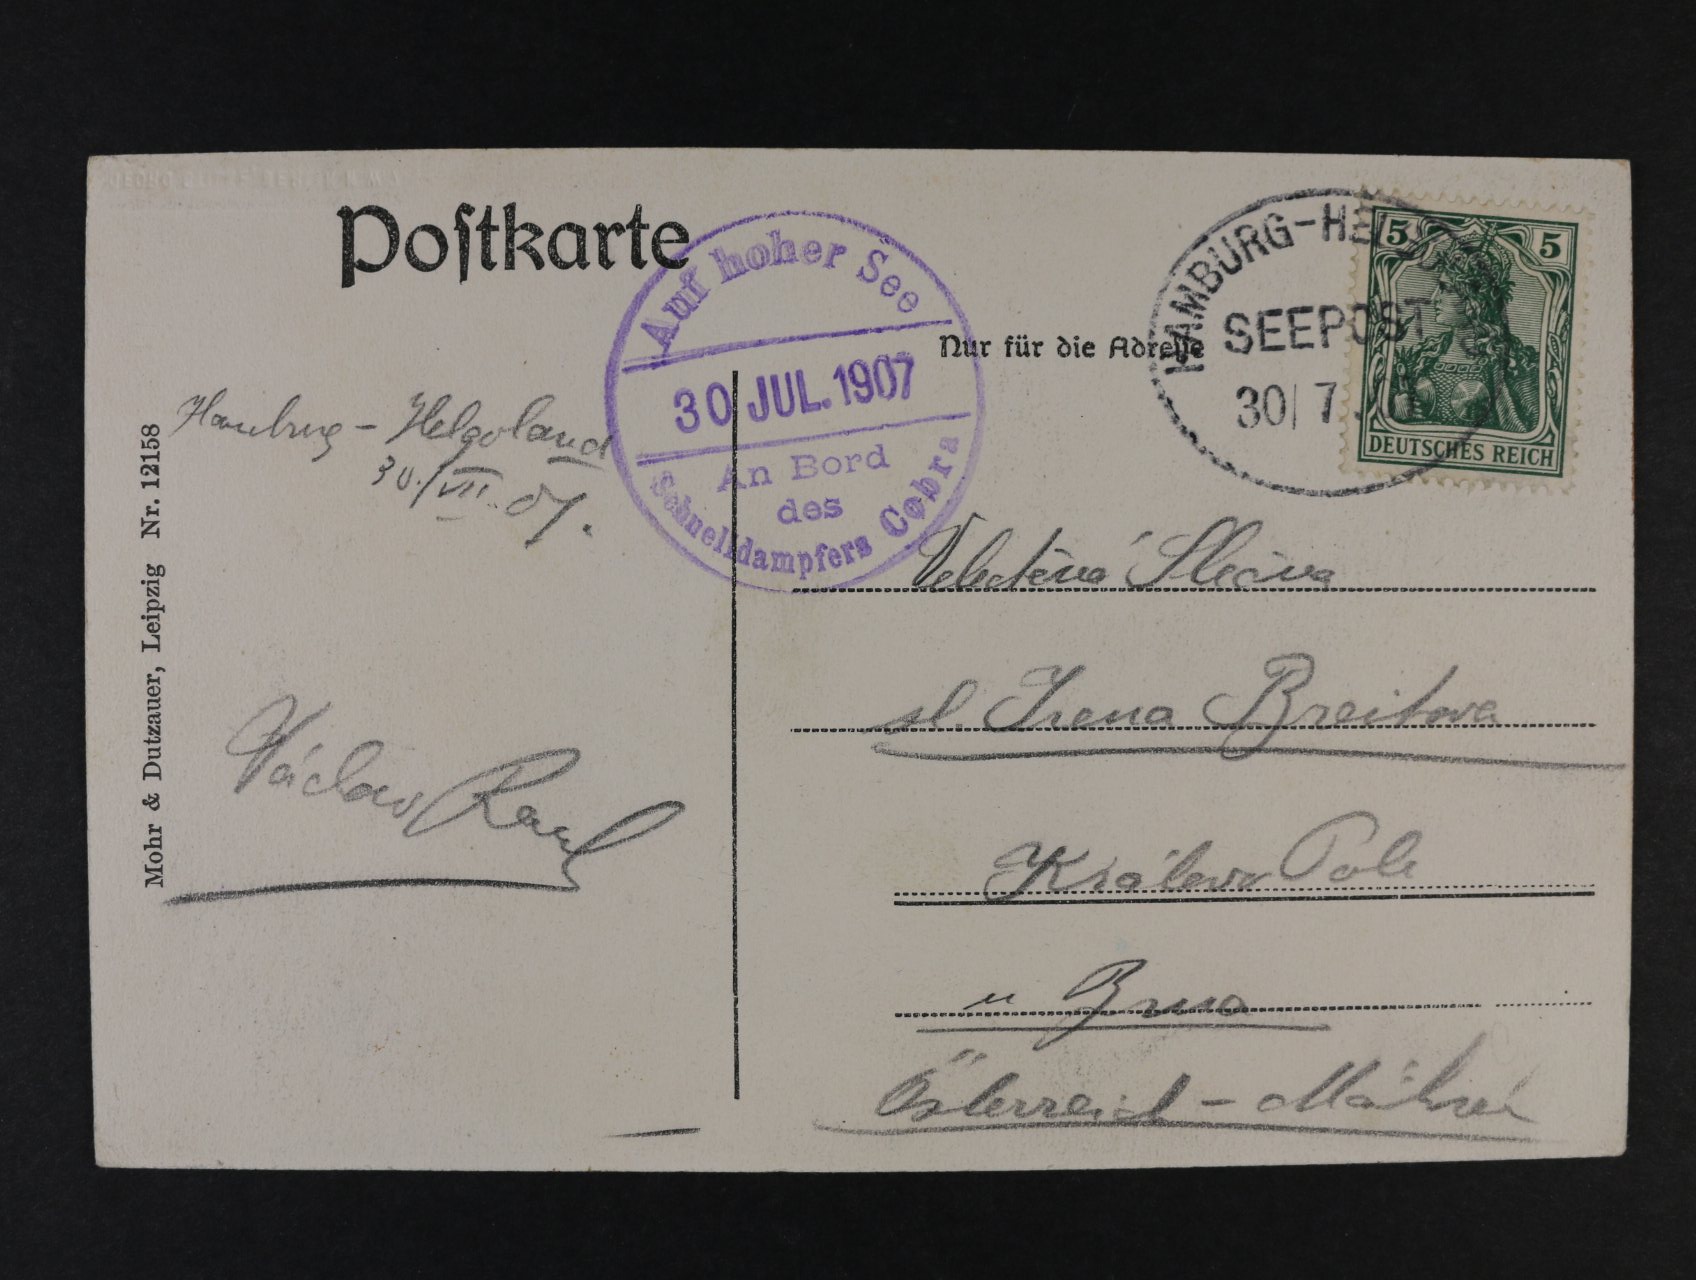 Postkarte
Auf hoher See
30 JUL. 1907
An Bord
des
Schnelldampfers Cobra
Nur für die Adresse
HAMBURG-HE
SEEPOST
30/7
5 5
DEUTSCHES REICH
Hamburg - Helgoland
30./VII. 07.
Václav
Mohr & Dutzauer, Leipzig Nr. 12158
Velectěná Slečna
sl. Irena Breitova
Králevo Pole
u Brna
Österreich - Mähren